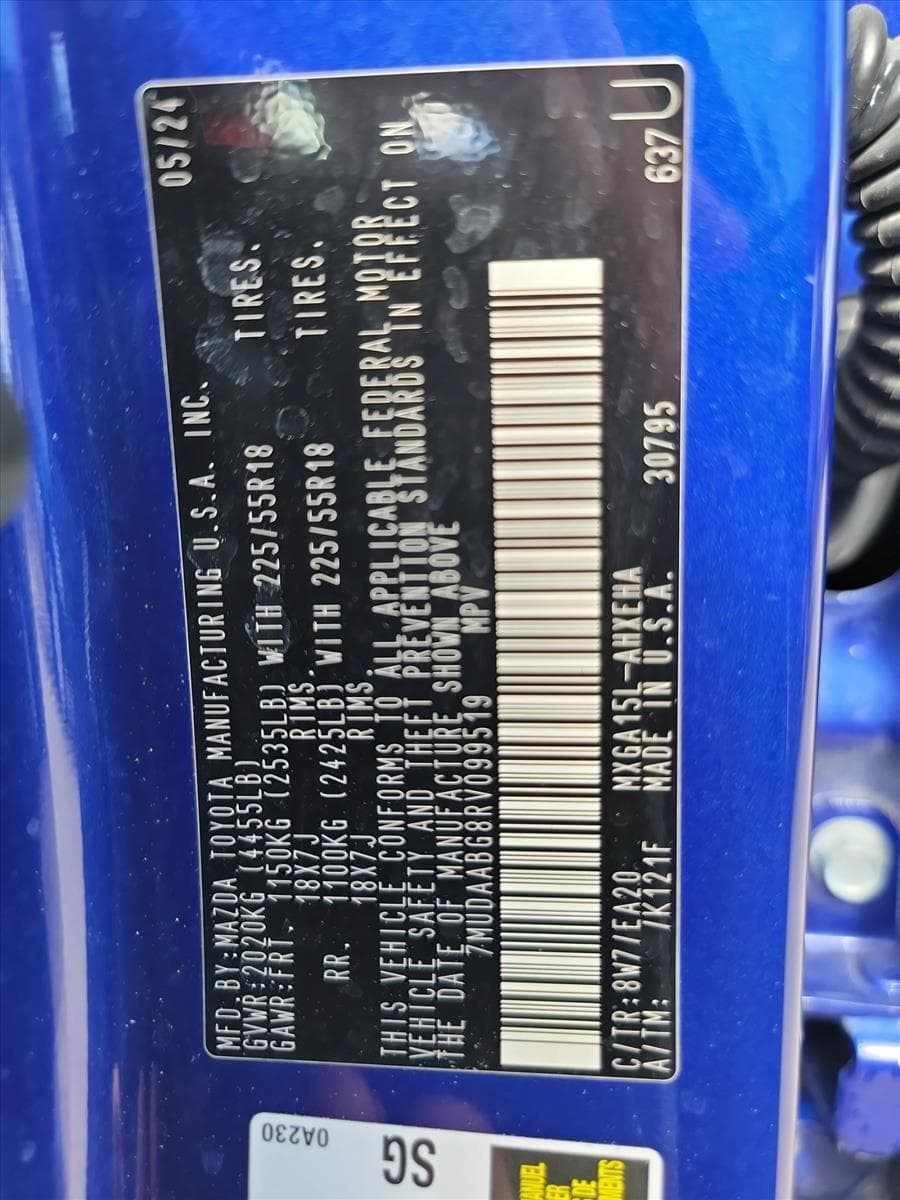 MFD.BY:MAZDA TOYOTA MANUFACTURING U.S.A. INC. 05/24
GVWR:2020KG (4455LB)
GAWR:FRT. 1150KG (2535LB) WITH 225/55R18 TIRES.
18X7J RIMS.
RR. 1100KG (2425LB) WITH 225/55R18 TIRES.
18X7J RIMS.
THIS VEHICLE CONFORMS TO ALL APPLICABLE FEDERAL MOTOR
VEHICLE SAFETY AND THEFT PREVENTION STANDARDS IN EFFECT ON
THE DATE OF MANUFACTURE SHOWN ABOVE
7MUDAABG8RV099519 MPV
C/TR:8W7/EA20 MXGA15L-AHXEHA
A/TM: /K121F MADE IN U.S.A. 30795 637 U
0A230
SG